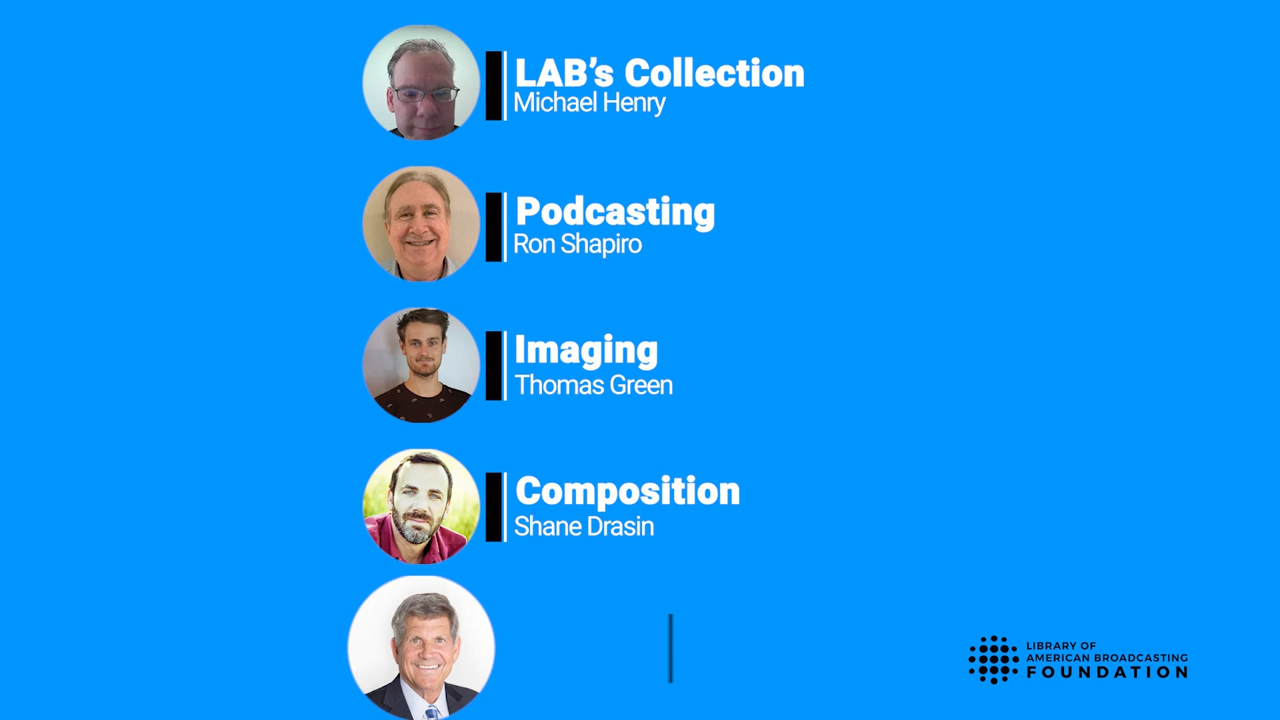 LAB’s Collection
Michael Henry
Podcasting
Ron Shapiro
Imaging
Thomas Green
Composition
Shane Drasin
LIBRARY OF
AMERICAN BROADCASTING
FOUNDATION